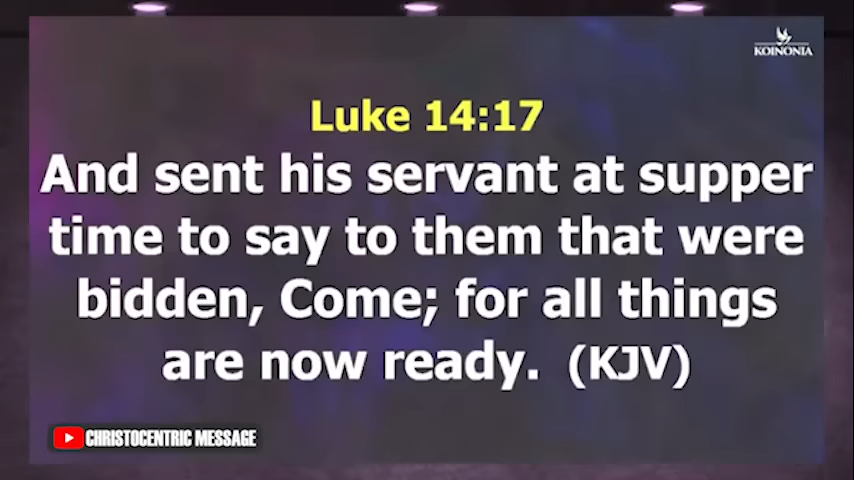 KOINONIA
Luke 14:17
And sent his servant at supper
time to say to them that were
bidden, Come; for all things
are now ready. (KJV)
CHRISTOCENTRIC MESSAGE